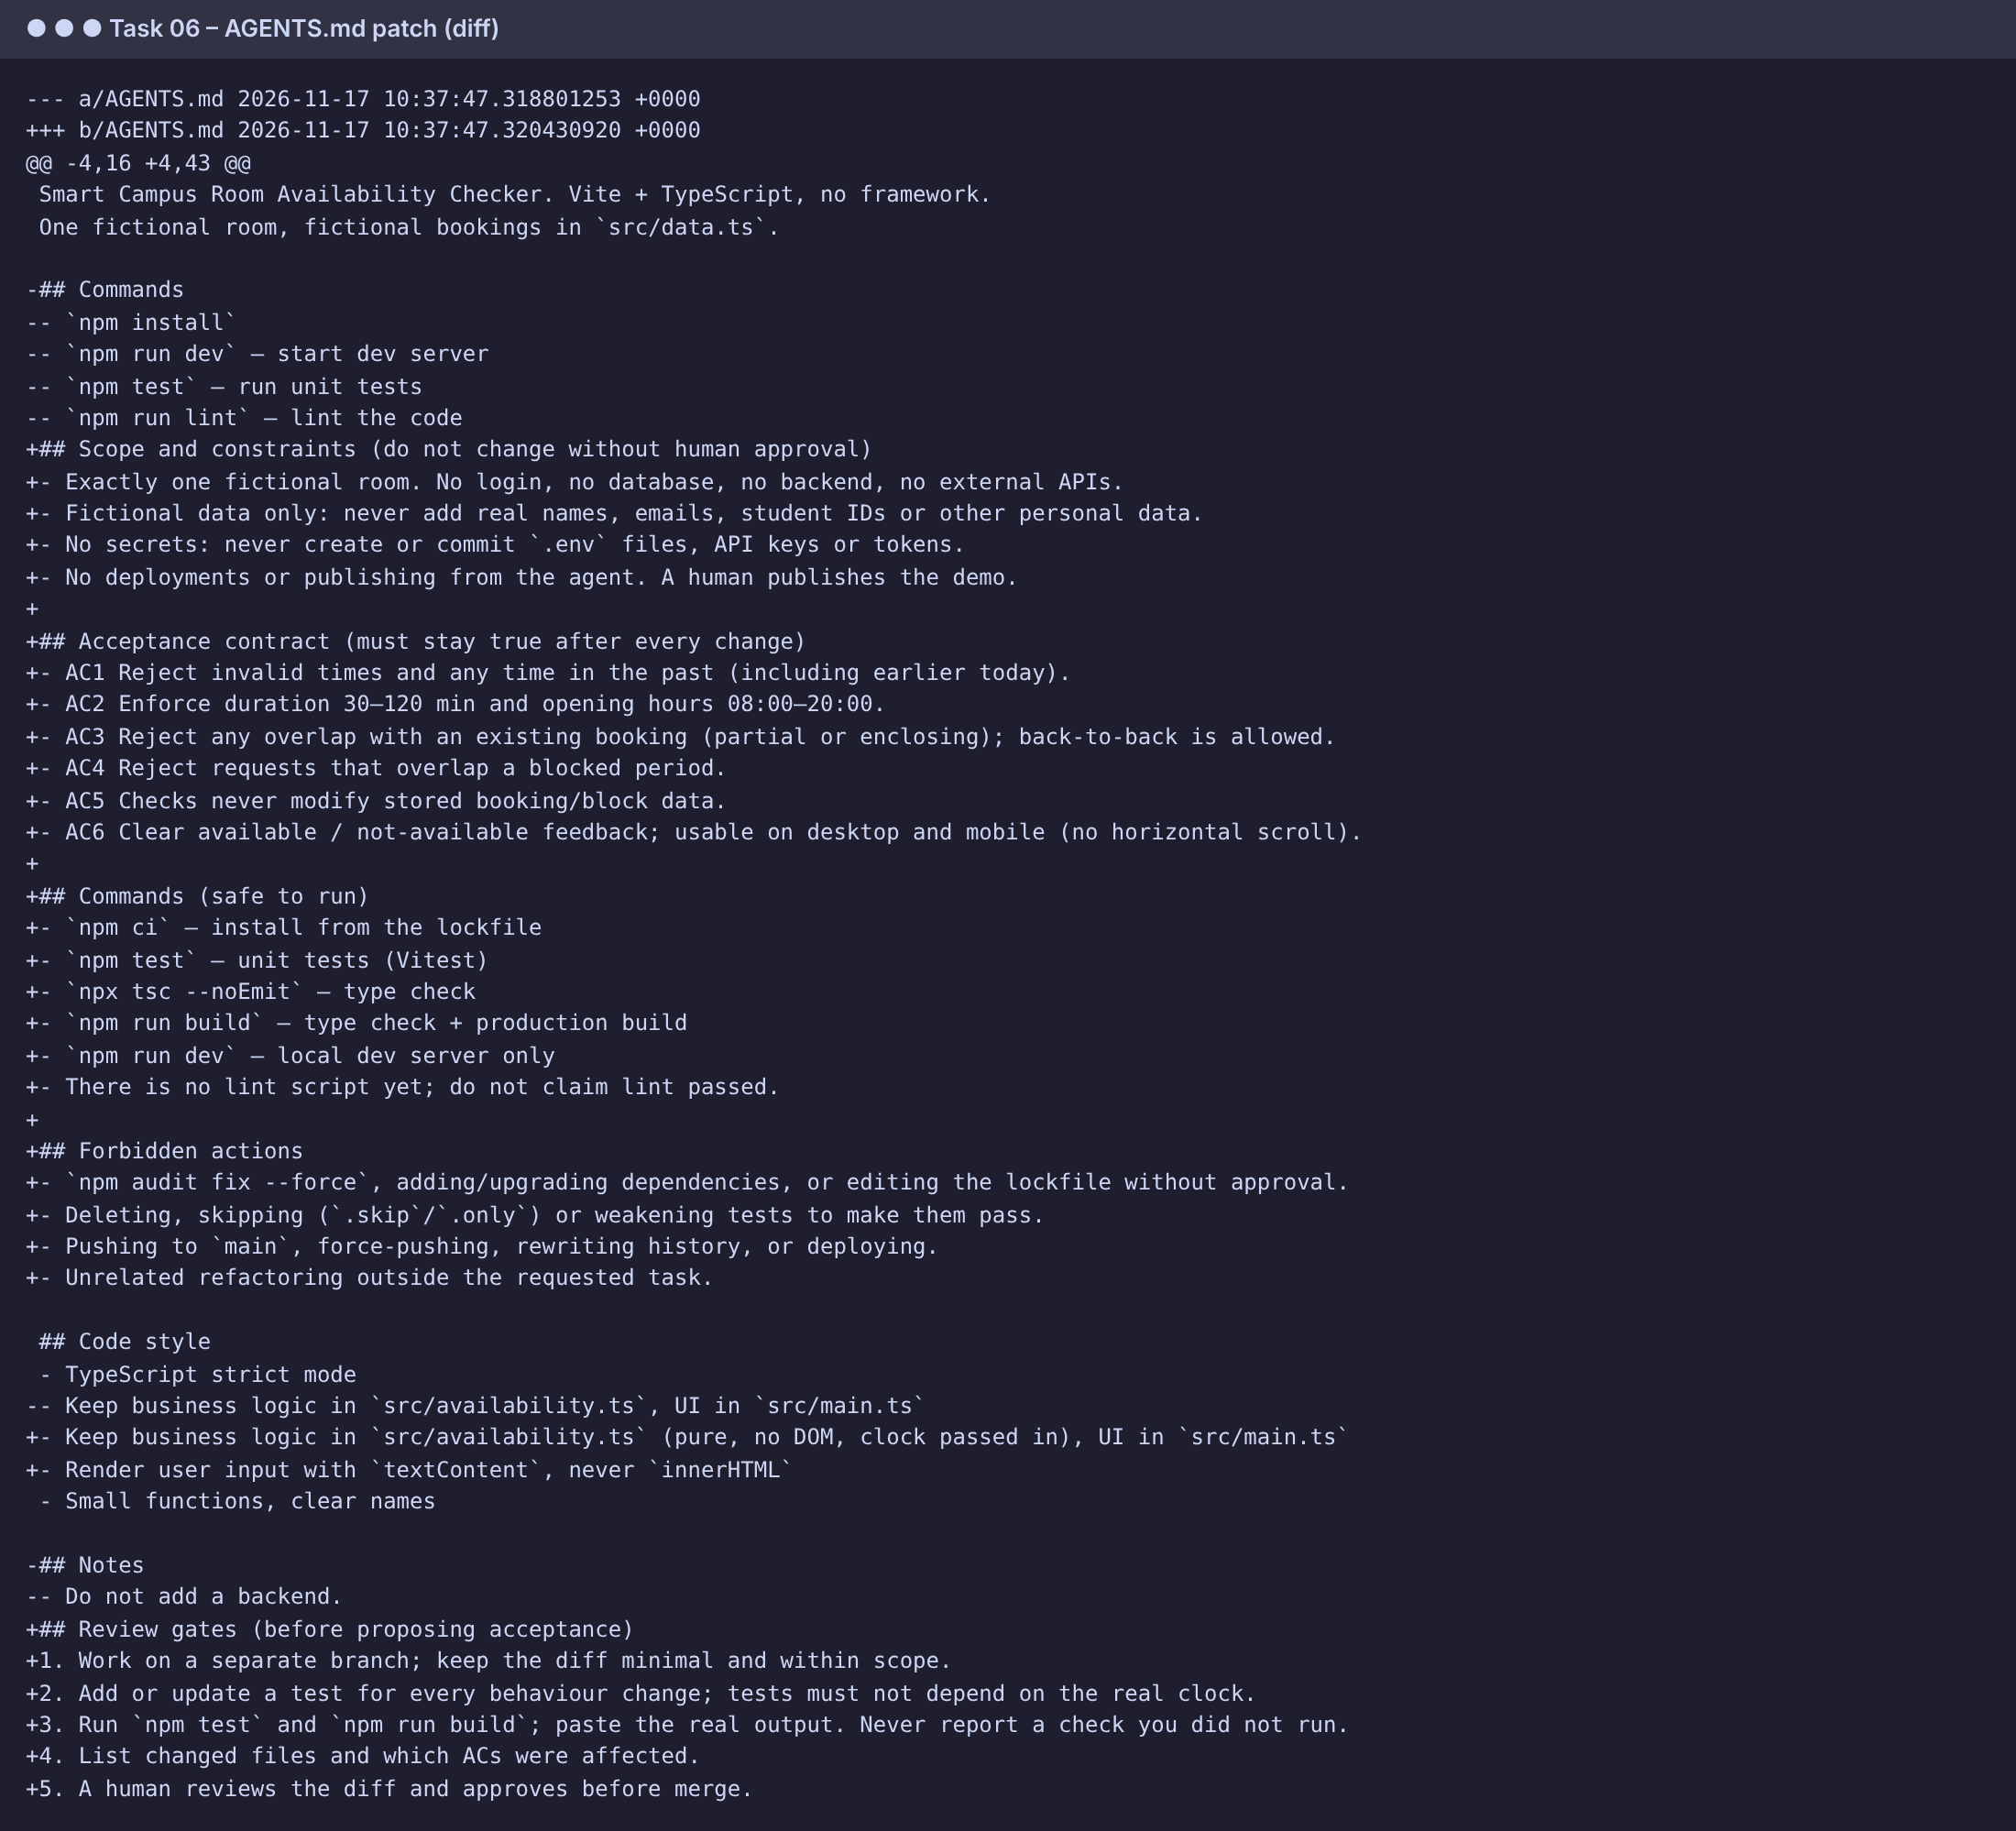 Task 06 – AGENTS.md patch (diff)
--- a/AGENTS.md 2026-11-17 10:37:47.318801253 +0000
+++ b/AGENTS.md 2026-11-17 10:37:47.320430920 +0000
@@ -4,16 +4,43 @@
 Smart Campus Room Availability Checker. Vite + TypeScript, no framework.
 One fictional room, fictional bookings in `src/data.ts`.

-## Commands
-- `npm install`
-- `npm run dev` – start dev server
-- `npm test` – run unit tests
-- `npm run lint` – lint the code
+## Scope and constraints (do not change without human approval)
+- Exactly one fictional room. No login, no database, no backend, no external APIs.
+- Fictional data only: never add real names, emails, student IDs or other personal data.
+- No secrets: never create or commit `.env` files, API keys or tokens.
+- No deployments or publishing from the agent. A human publishes the demo.
+
+## Acceptance contract (must stay true after every change)
+- AC1 Reject invalid times and any time in the past (including earlier today).
+- AC2 Enforce duration 30–120 min and opening hours 08:00–20:00.
+- AC3 Reject any overlap with an existing booking (partial or enclosing); back-to-back is allowed.
+- AC4 Reject requests that overlap a blocked period.
+- AC5 Checks never modify stored booking/block data.
+- AC6 Clear available / not-available feedback; usable on desktop and mobile (no horizontal scroll).
+
+## Commands (safe to run)
+- `npm ci` – install from the lockfile
+- `npm test` – unit tests (Vitest)
+- `npx tsc --noEmit` – type check
+- `npm run build` – type check + production build
+- `npm run dev` – local dev server only
+- There is no lint script yet; do not claim lint passed.
+
+## Forbidden actions
+- `npm audit fix --force`, adding/upgrading dependencies, or editing the lockfile without approval.
+- Deleting, skipping (`.skip`/`.only`) or weakening tests to make them pass.
+- Pushing to `main`, force-pushing, rewriting history, or deploying.
+- Unrelated refactoring outside the requested task.

 ## Code style
 - TypeScript strict mode
-- Keep business logic in `src/availability.ts`, UI in `src/main.ts`
+- Keep business logic in `src/availability.ts` (pure, no DOM, clock passed in), UI in `src/main.ts`
+- Render user input with `textContent`, never `innerHTML`
 - Small functions, clear names

-## Notes
-- Do not add a backend.
+## Review gates (before proposing acceptance)
+1. Work on a separate branch; keep the diff minimal and within scope.
+2. Add or update a test for every behaviour change; tests must not depend on the real clock.
+3. Run `npm test` and `npm run build`; paste the real output. Never report a check you did not run.
+4. List changed files and which ACs were affected.
+5. A human reviews the diff and approves before merge.